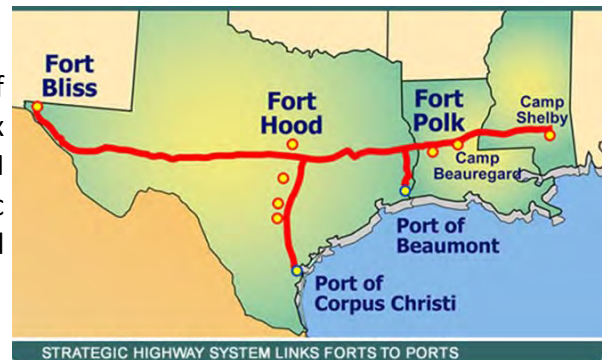 Fort
Bliss
Fort
Hood
Fort
Polk
Camp
Shelby
Camp
Beauregard
Port of
Beaumont
Port of
Corpus Christi
STRATEGIC HIGHWAY SYSTEM LINKS FORTS TO PORTS